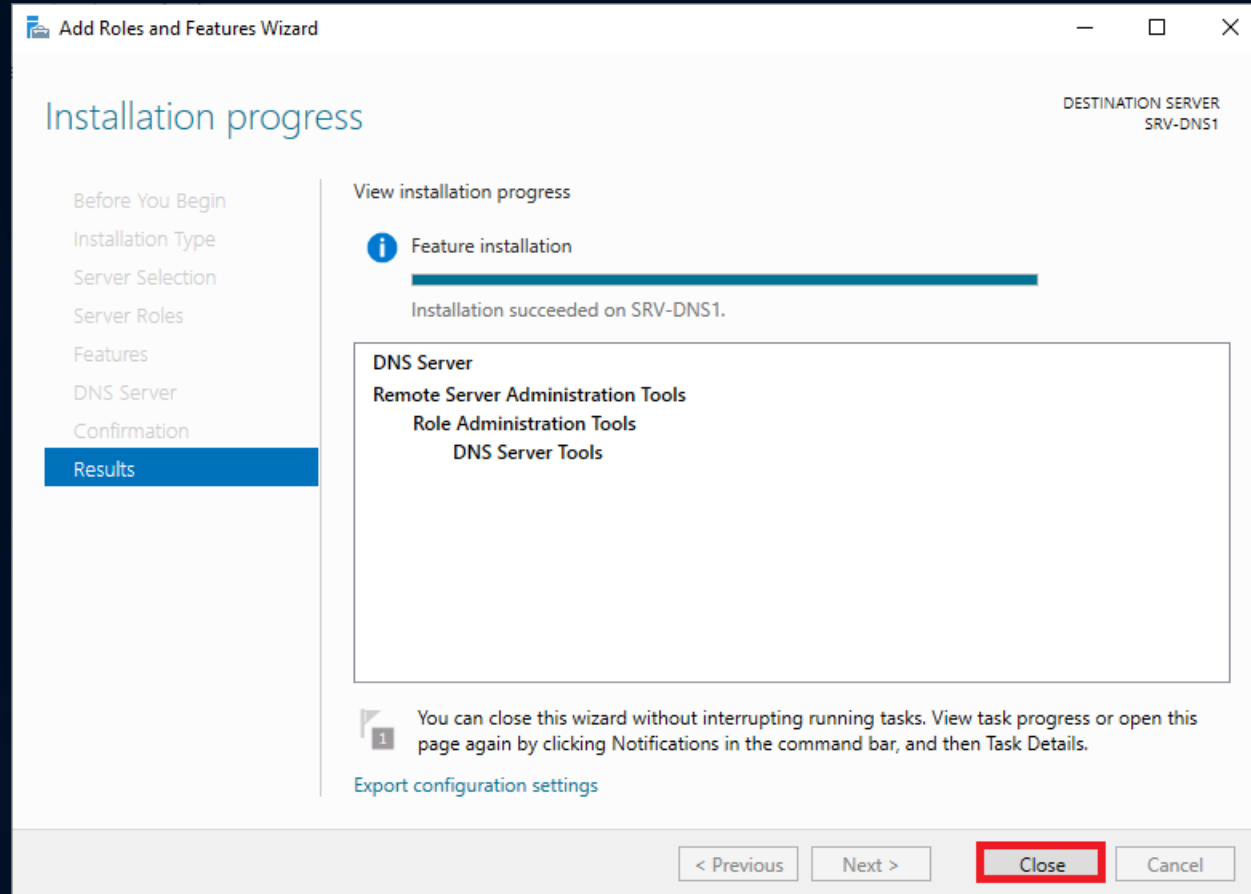 Add Roles and Features Wizard
Installation progress
DESTINATION SERVER
SRV-DNS1
Before You Begin
Installation Type
Server Selection
Server Roles
Features
DNS Server
Confirmation
Results
View installation progress
Feature installation
Installation succeeded on SRV-DNS1.
DNS Server
Remote Server Administration Tools
Role Administration Tools
DNS Server Tools
1
You can close this wizard without interrupting running tasks. View task progress or open this
page again by clicking Notifications in the command bar, and then Task Details.
Export configuration settings
< Previous
Next >
Close
Cancel